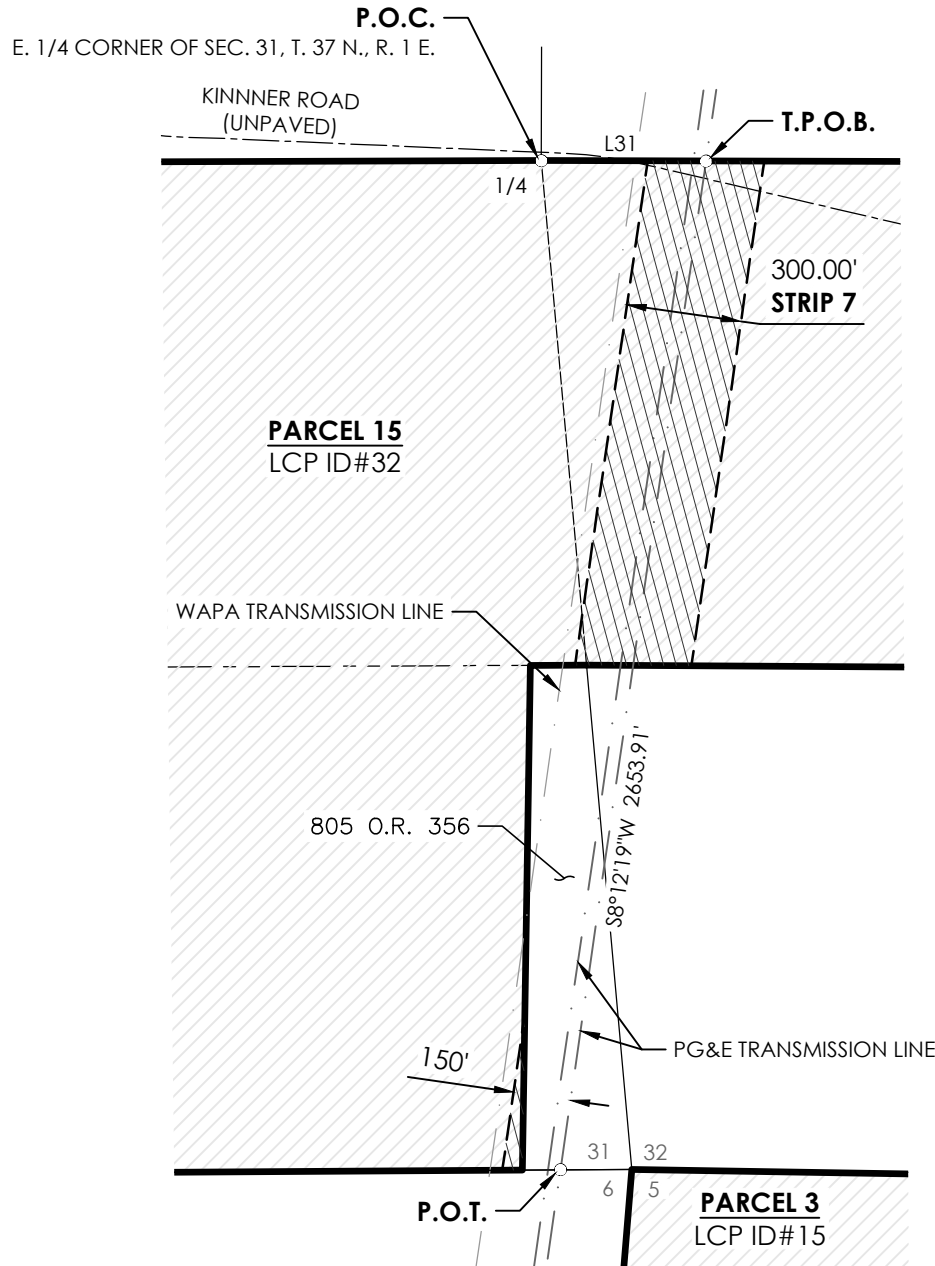 P.O.C.
E. 1/4 CORNER OF SEC. 31, T. 37 N., R. 1 E.
KINNNER ROAD
(UNPAVED)
L31
T.P.O.B.
1/4
300.00'
STRIP 7
PARCEL 15
LCP ID#32
WAPA TRANSMISSION LINE
S8°12'19"W 2653.91'
805 O.R. 356
150'
PG&E TRANSMISSION LINE
31 32
6 5
P.O.T.
PARCEL 3
LCP ID#15